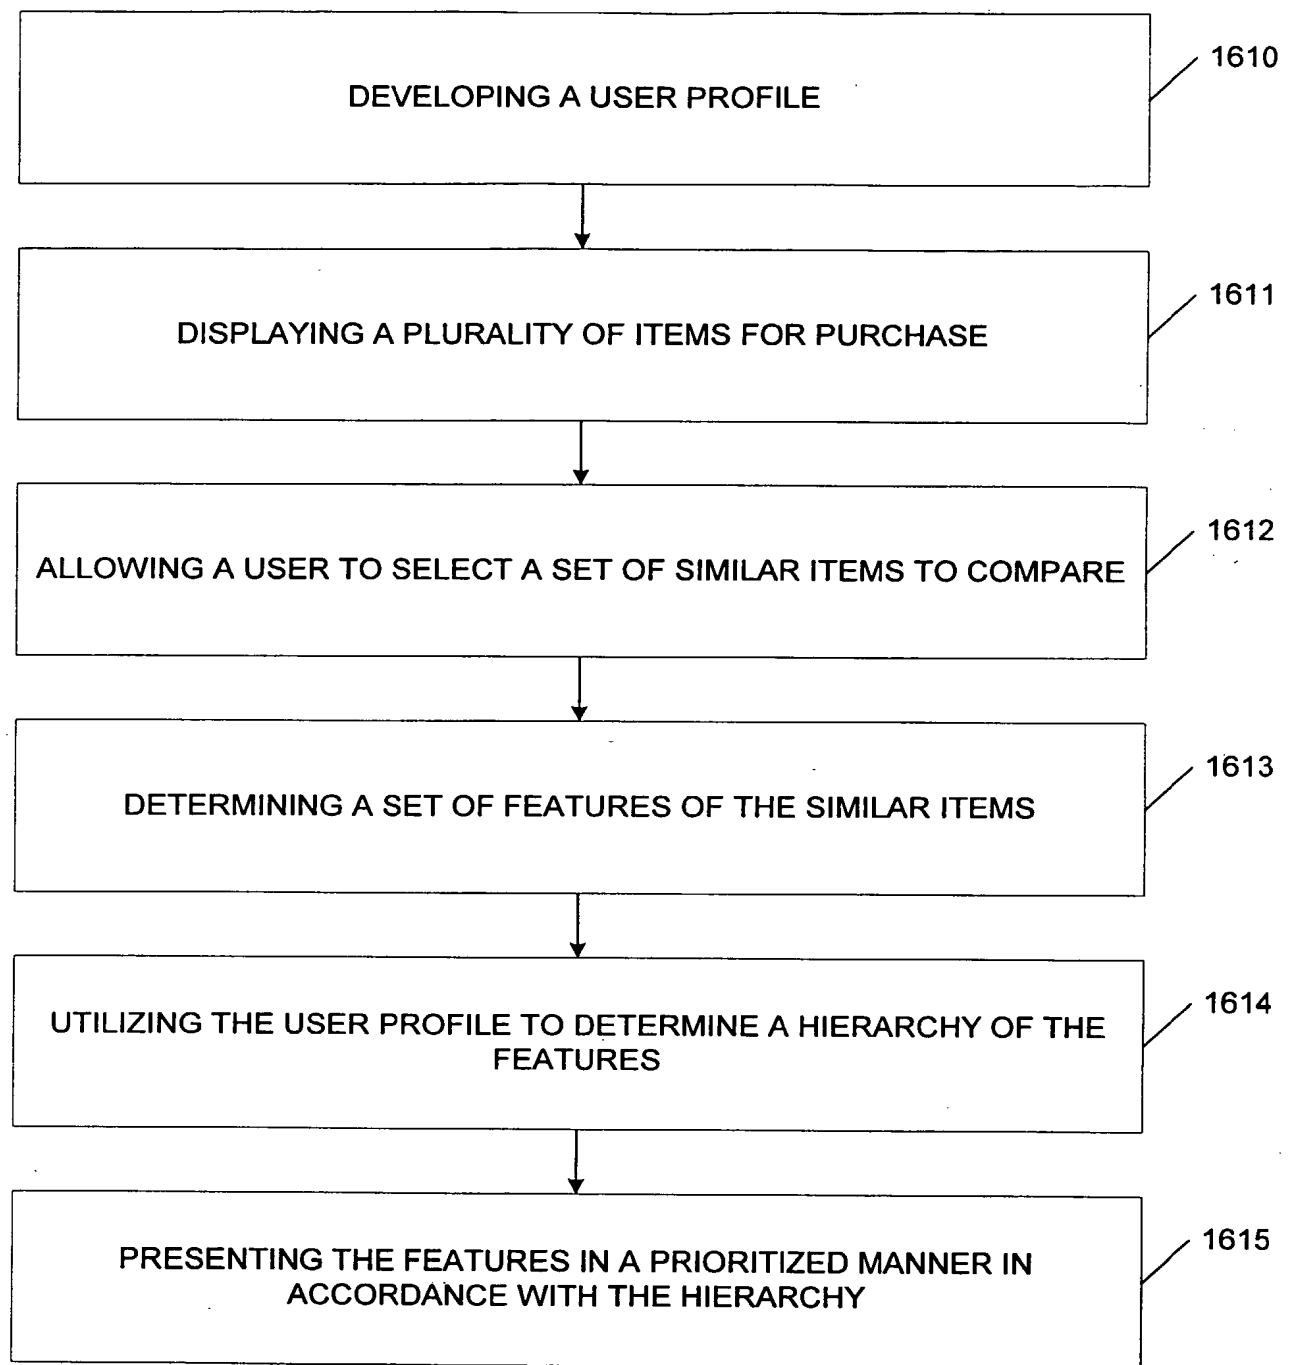 1610
DEVELOPING A USER PROFILE
1611
DISPLAYING A PLURALITY OF ITEMS FOR PURCHASE
1612
ALLOWING A USER TO SELECT A SET OF SIMILAR ITEMS TO COMPARE
1613
DETERMINING A SET OF FEATURES OF THE SIMILAR ITEMS
1614
UTILIZING THE USER PROFILE TO DETERMINE A HIERARCHY OF THE
FEATURES
1615
PRESENTING THE FEATURES IN A PRIORITIZED MANNER IN
ACCORDANCE WITH THE HIERARCHY